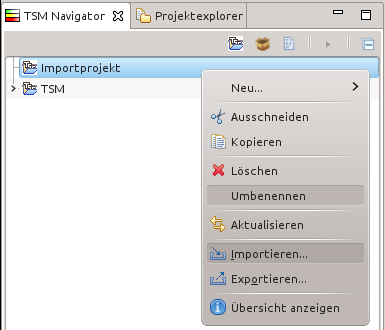 TSM Navigator
Projektexplorer
Importprojekt
TSM
Neu...
Ausschneiden
Kopieren
Löschen
Umbenennen
Aktualisieren
Importieren...
Exportieren...
Übersicht anzeigen